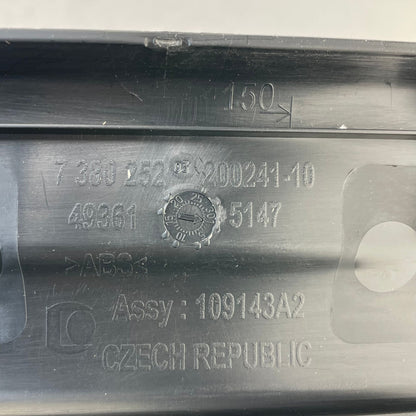 150
7 380 252 200241-10
49361 5147
>ABS<
Assy : 109143A2
CZECH REPUBLIC